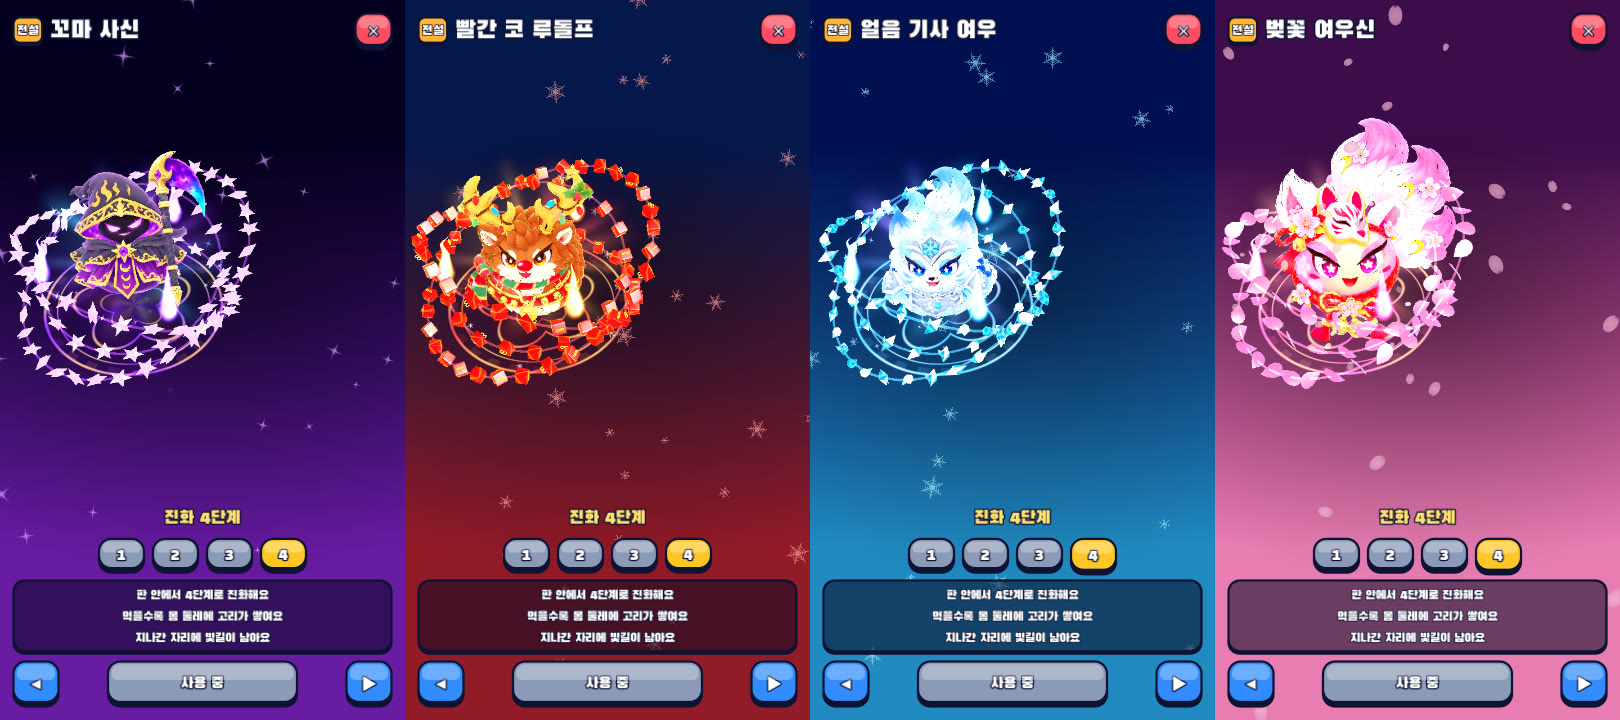 전설 꼬마 사신
진화 4단계
1 2 3 4
판 안에서 4단계로 진화해요
먹을수록 몸 둘레에 고리가 쌓여요
지나간 자리에 빛길이 남아요
사용 중
전설 빨간 코 루돌프
진화 4단계
1 2 3 4
판 안에서 4단계로 진화해요
먹을수록 몸 둘레에 고리가 쌓여요
지나간 자리에 빛길이 남아요
사용 중
전설 얼음 기사 여우
진화 4단계
1 2 3 4
판 안에서 4단계로 진화해요
먹을수록 몸 둘레에 고리가 쌓여요
지나간 자리에 빛길이 남아요
사용 중
전설 벚꽃 여우신
진화 4단계
1 2 3 4
판 안에서 4단계로 진화해요
먹을수록 몸 둘레에 고리가 쌓여요
지나간 자리에 빛길이 남아요
사용 중